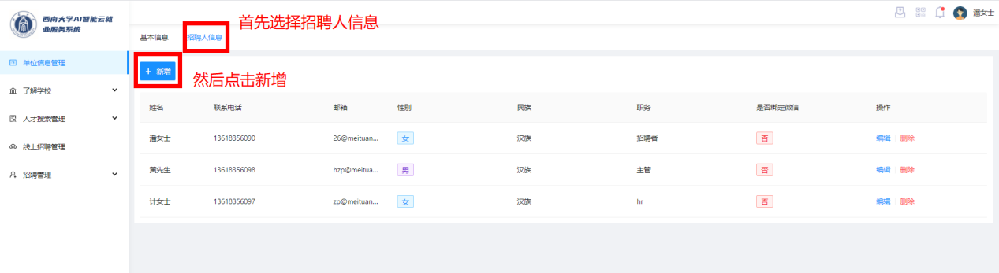 西南大学AI智能云就
业服务系统
潘女士
首先选择招聘人信息
基本信息
招聘人信息
单位信息管理
+ 新增
然后点击新增
了解学校
人才搜索管理
线上招聘管理
招聘管理
姓名 联系电话 邮箱 性别 民族 职务 是否绑定微信 操作
潘女士 13618356090 26@meituan... 女 汉族 招聘者 否 编辑 删除
黄先生 13618356098 hzp@meitua... 男 汉族 主管 否 编辑 删除
计女士 13618356097 zp@meituan... 女 汉族 hr 否 编辑 删除